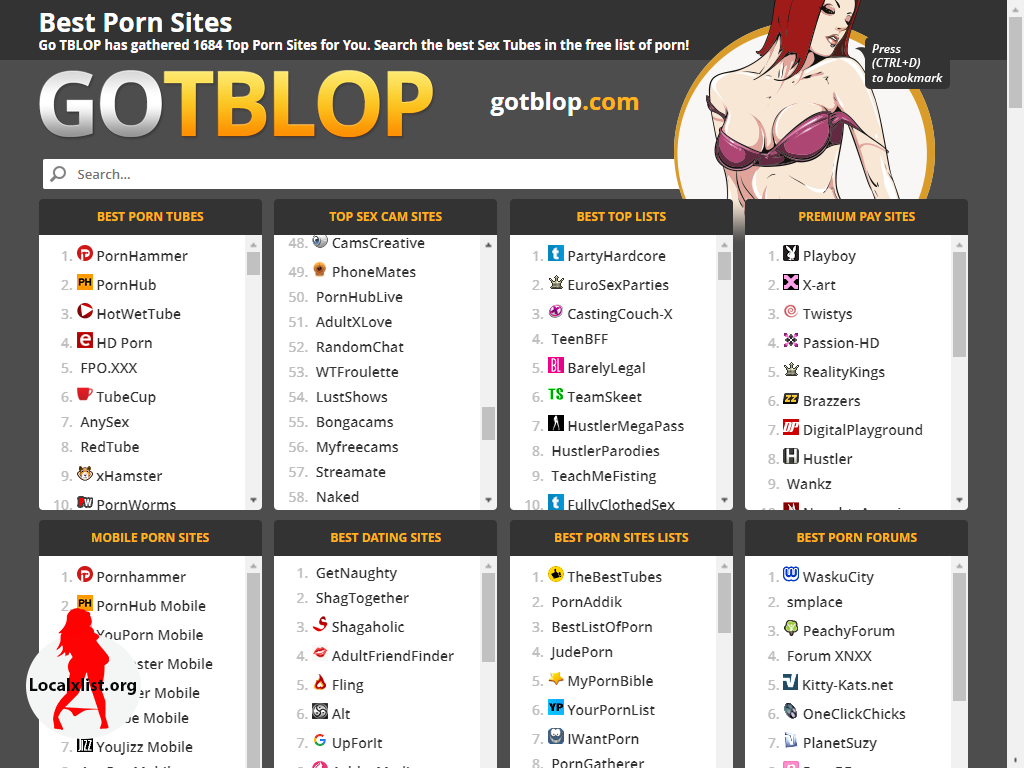 Best Porn Sites
Go TBLOP has gathered 1684 Top Porn Sites for You. Search the best Sex Tubes in the free list of porn!
Press
(CTRL+D)
to bookmark
GOTBLOP
gotblop.com
Search...
BEST PORN TUBES
1. PornHammer
2. PornHub
3. HotWetTube
4. HD Porn
5. FPO.XXX
6. TubeCup
7. AnySex
8. RedTube
9. xHamster
10. PornWorms
TOP SEX CAM SITES
48. CamsCreative
49. PhoneMates
50. PornHubLive
51. AdultXLove
52. RandomChat
53. WTFroulette
54. LustShows
55. Bongacams
56. Myfreecams
57. Streamate
58. Naked
BEST TOP LISTS
1. PartyHardcore
2. EuroSexParties
3. CastingCouch-X
4. TeenBFF
5. BarelyLegal
6. TeamSkeet
7. HustlerMegaPass
8. HustlerParodies
9. TeachMeFisting
10. FullyClothedSex
PREMIUM PAY SITES
1. Playboy
2. X-art
3. Twistys
4. Passion-HD
5. RealityKings
6. Brazzers
7. DigitalPlayground
8. Hustler
9. Wankz
MOBILE PORN SITES
1. Pornhammer
2. PornHub Mobile
YouPorn Mobile
ster Mobile
er Mobile
be Mobile
7. YouJizz Mobile
Localxlist.org
BEST DATING SITES
1. GetNaughty
2. ShagTogether
3. Shagaholic
4. AdultFriendFinder
5. Fling
6. Alt
7. UpForIt
BEST PORN SITES LISTS
1. TheBestTubes
2. PornAddik
3. BestListOfPorn
4. JudePorn
5. MyPornBible
6. YourPornList
7. IWantPorn
8. PornGatherer
BEST PORN FORUMS
1. WaskuCity
2. smplace
3. PeachyForum
4. Forum XNXX
5. Kitty-Kats.net
6. OneClickChicks
7. PlanetSuzy